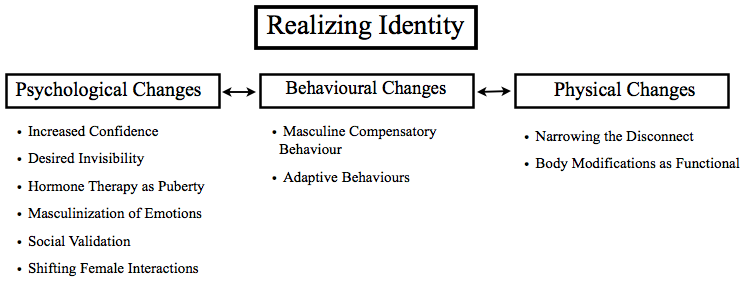 Realizing Identity
Psychological Changes
Behavioural Changes
Physical Changes
• Increased Confidence
• Desired Invisibility
• Hormone Therapy as Puberty
• Masculinization of Emotions
• Social Validation
• Shifting Female Interactions
• Masculine Compensatory
Behaviour
• Adaptive Behaviours
• Narrowing the Disconnect
• Body Modifications as Functional